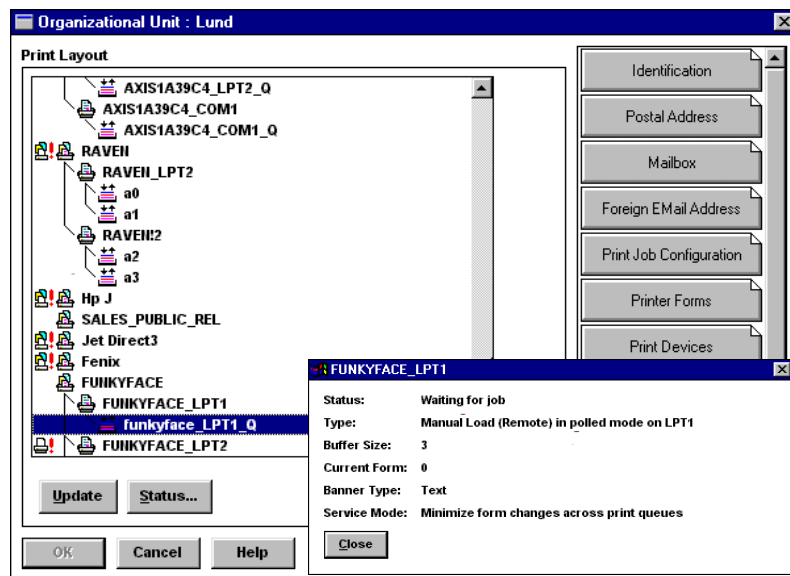 Organizational Unit : Lund
Print Layout
AXIS1A39C4_LPT2_Q
AXIS1A39C4_COM1
AXIS1A39C4_COM1_Q
RAVEN
RAVEN_LPT2
a0
a1
RAVEN!2
a2
a3
Hp J
SALES_PUBLIC_REL
Jet Direct3
Fenix
FUNKYFACE
FUNKYFACE_LPT1
funkyface_LPT1_Q
FUNKYFACE_LPT2
Update
Status...
OK
Cancel
Help
Identification
Postal Address
Mailbox
Foreign EMail Address
Print Job Configuration
Printer Forms
Print Devices
FUNKYFACE_LPT1
Status: Waiting for job
Type: Manual Load (Remote) in polled mode on LPT1
Buffer Size: 3
Current Form: 0
Banner Type: Text
Service Mode: Minimize form changes across print queues
Close